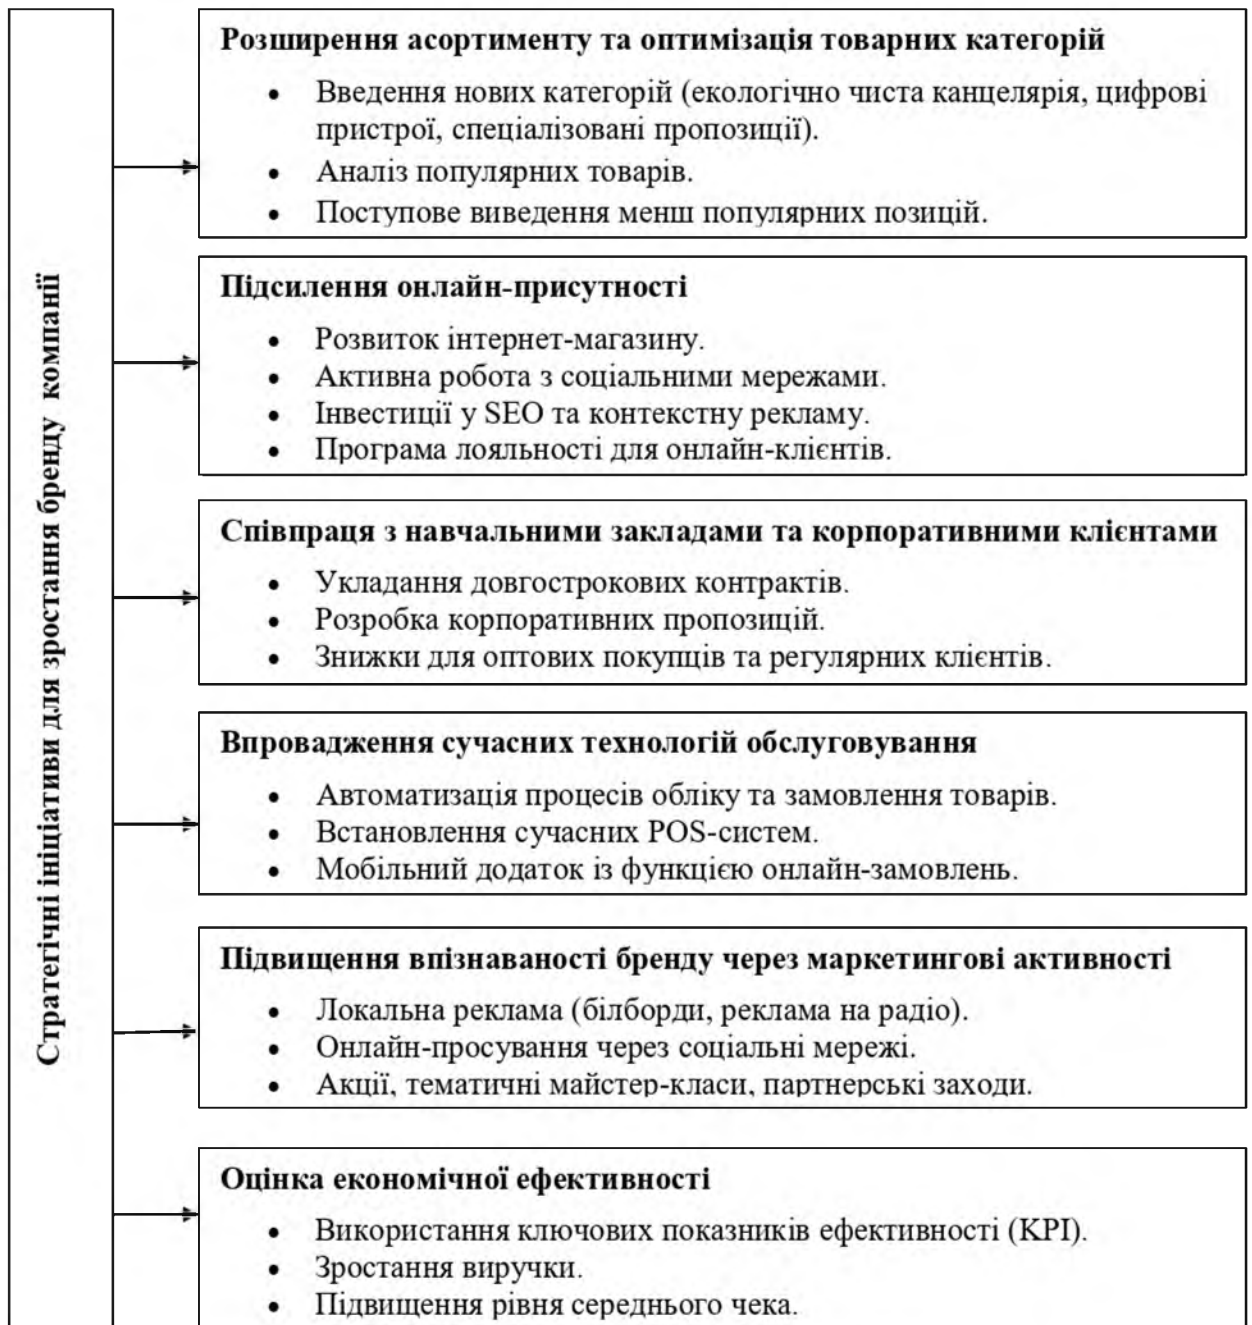 Стратегічні ініціативи для зростання бренду компанії
Розширення асортименту та оптимізація товарних категорій
• Введення нових категорій (екологічно чиста канцелярія, цифрові
пристрої, спеціалізовані пропозиції).
• Аналіз популярних товарів.
• Поступове виведення менш популярних позицій.
Підсилення онлайн-присутності
• Розвиток інтернет-магазину.
• Активна робота з соціальними мережами.
• Інвестиції у SEO та контекстну рекламу.
• Програма лояльності для онлайн-клієнтів.
Співпраця з навчальними закладами та корпоративними клієнтами
• Укладання довгострокових контрактів.
• Розробка корпоративних пропозицій.
• Знижки для оптових покупців та регулярних клієнтів.
Впровадження сучасних технологій обслуговування
• Автоматизація процесів обліку та замовлення товарів.
• Встановлення сучасних POS-систем.
• Мобільний додаток із функцією онлайн-замовлень.
Підвищення впізнаваності бренду через маркетингові активності
• Локальна реклама (білборди, реклама на радіо).
• Онлайн-просування через соціальні мережі.
• Акції, тематичні майстер-класи, партнерські заходи.
Оцінка економічної ефективності
• Використання ключових показників ефективності (KPI).
• Зростання виручки.
• Підвищення рівня середнього чека.